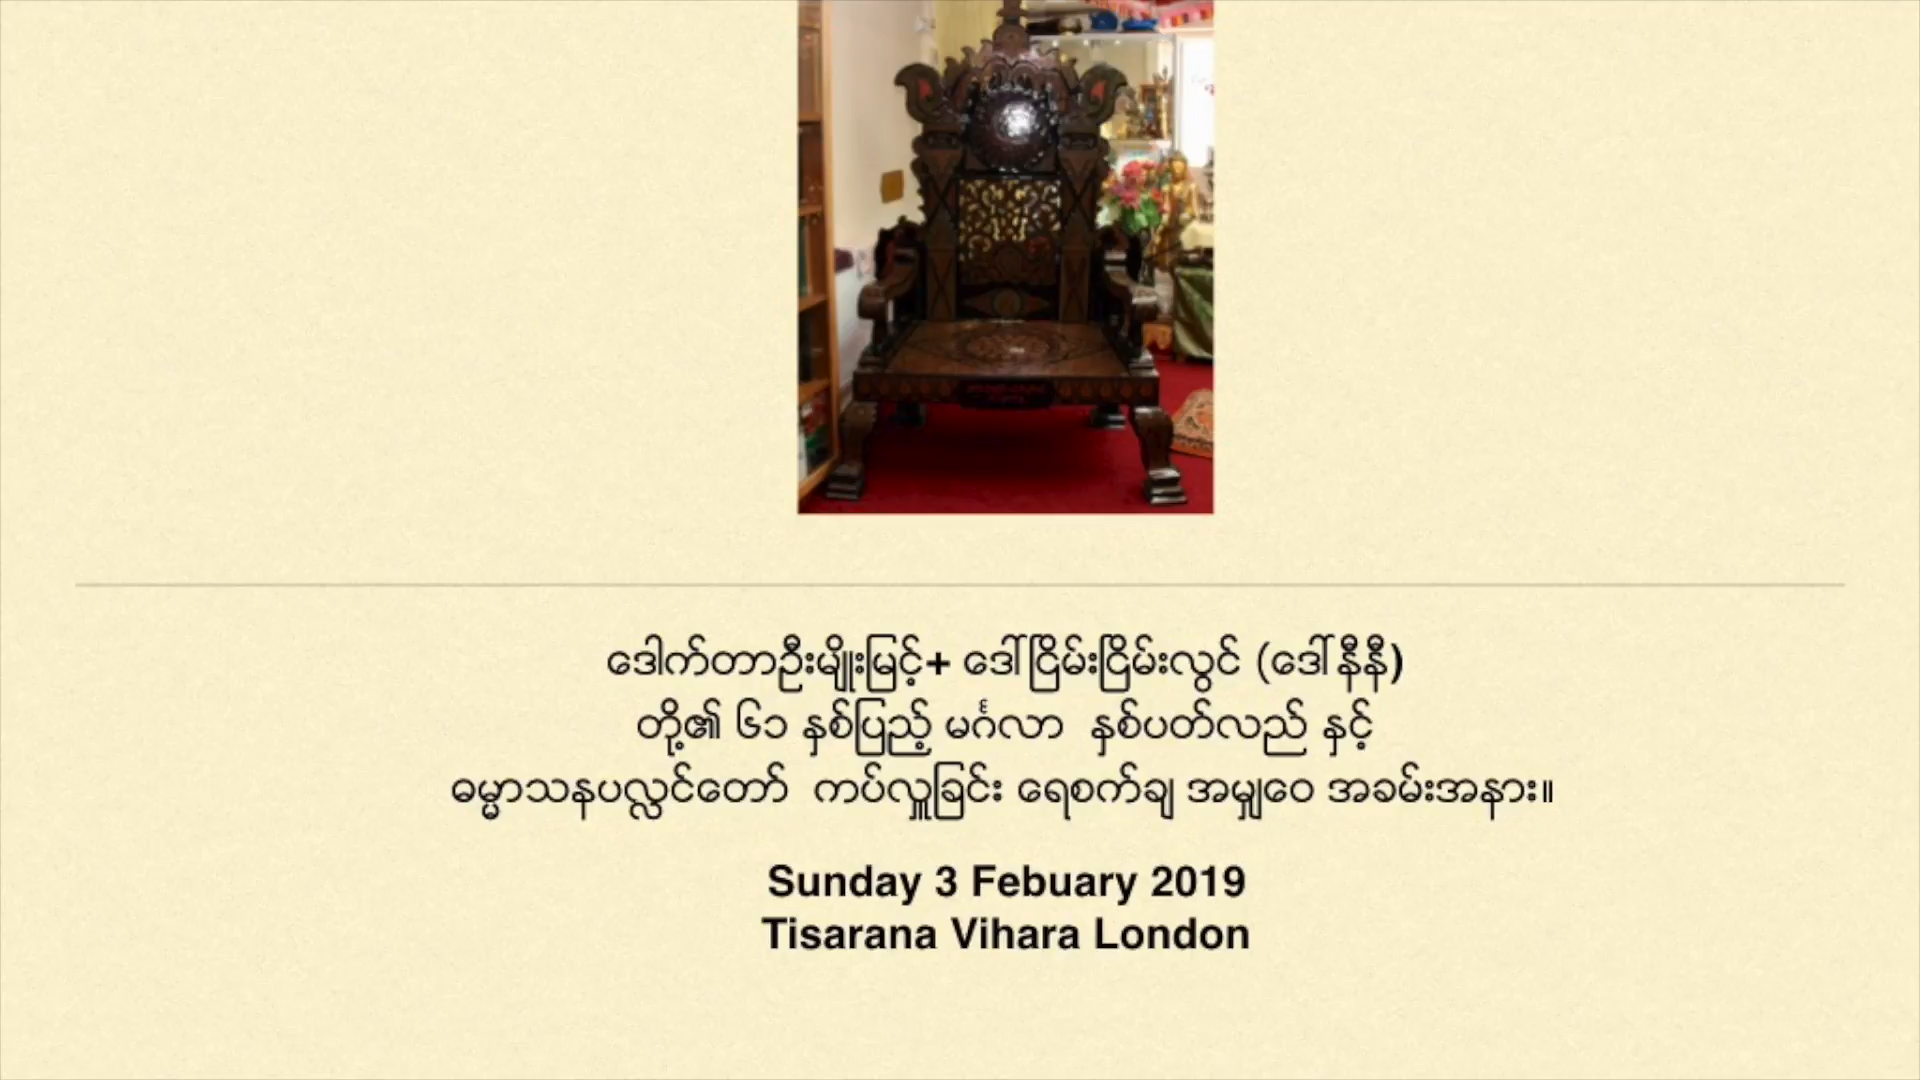 ဒေါက်တာဦးမျိုးမြင့်+ ဒေါ်ငြိမ်းငြိမ်းလွင် (ဒေါ်နီနီ)
တို့၏ ၆၁ နှစ်ပြည့် မင်္ဂလာ နှစ်ပတ်လည် နှင့်
ဓမ္မာသနပလ္လင်တော် ကပ်လှူခြင်း ရေစက်ချ အမျှဝေ အခမ်းအနား။
Sunday 3 Febuary 2019
Tisarana Vihara London